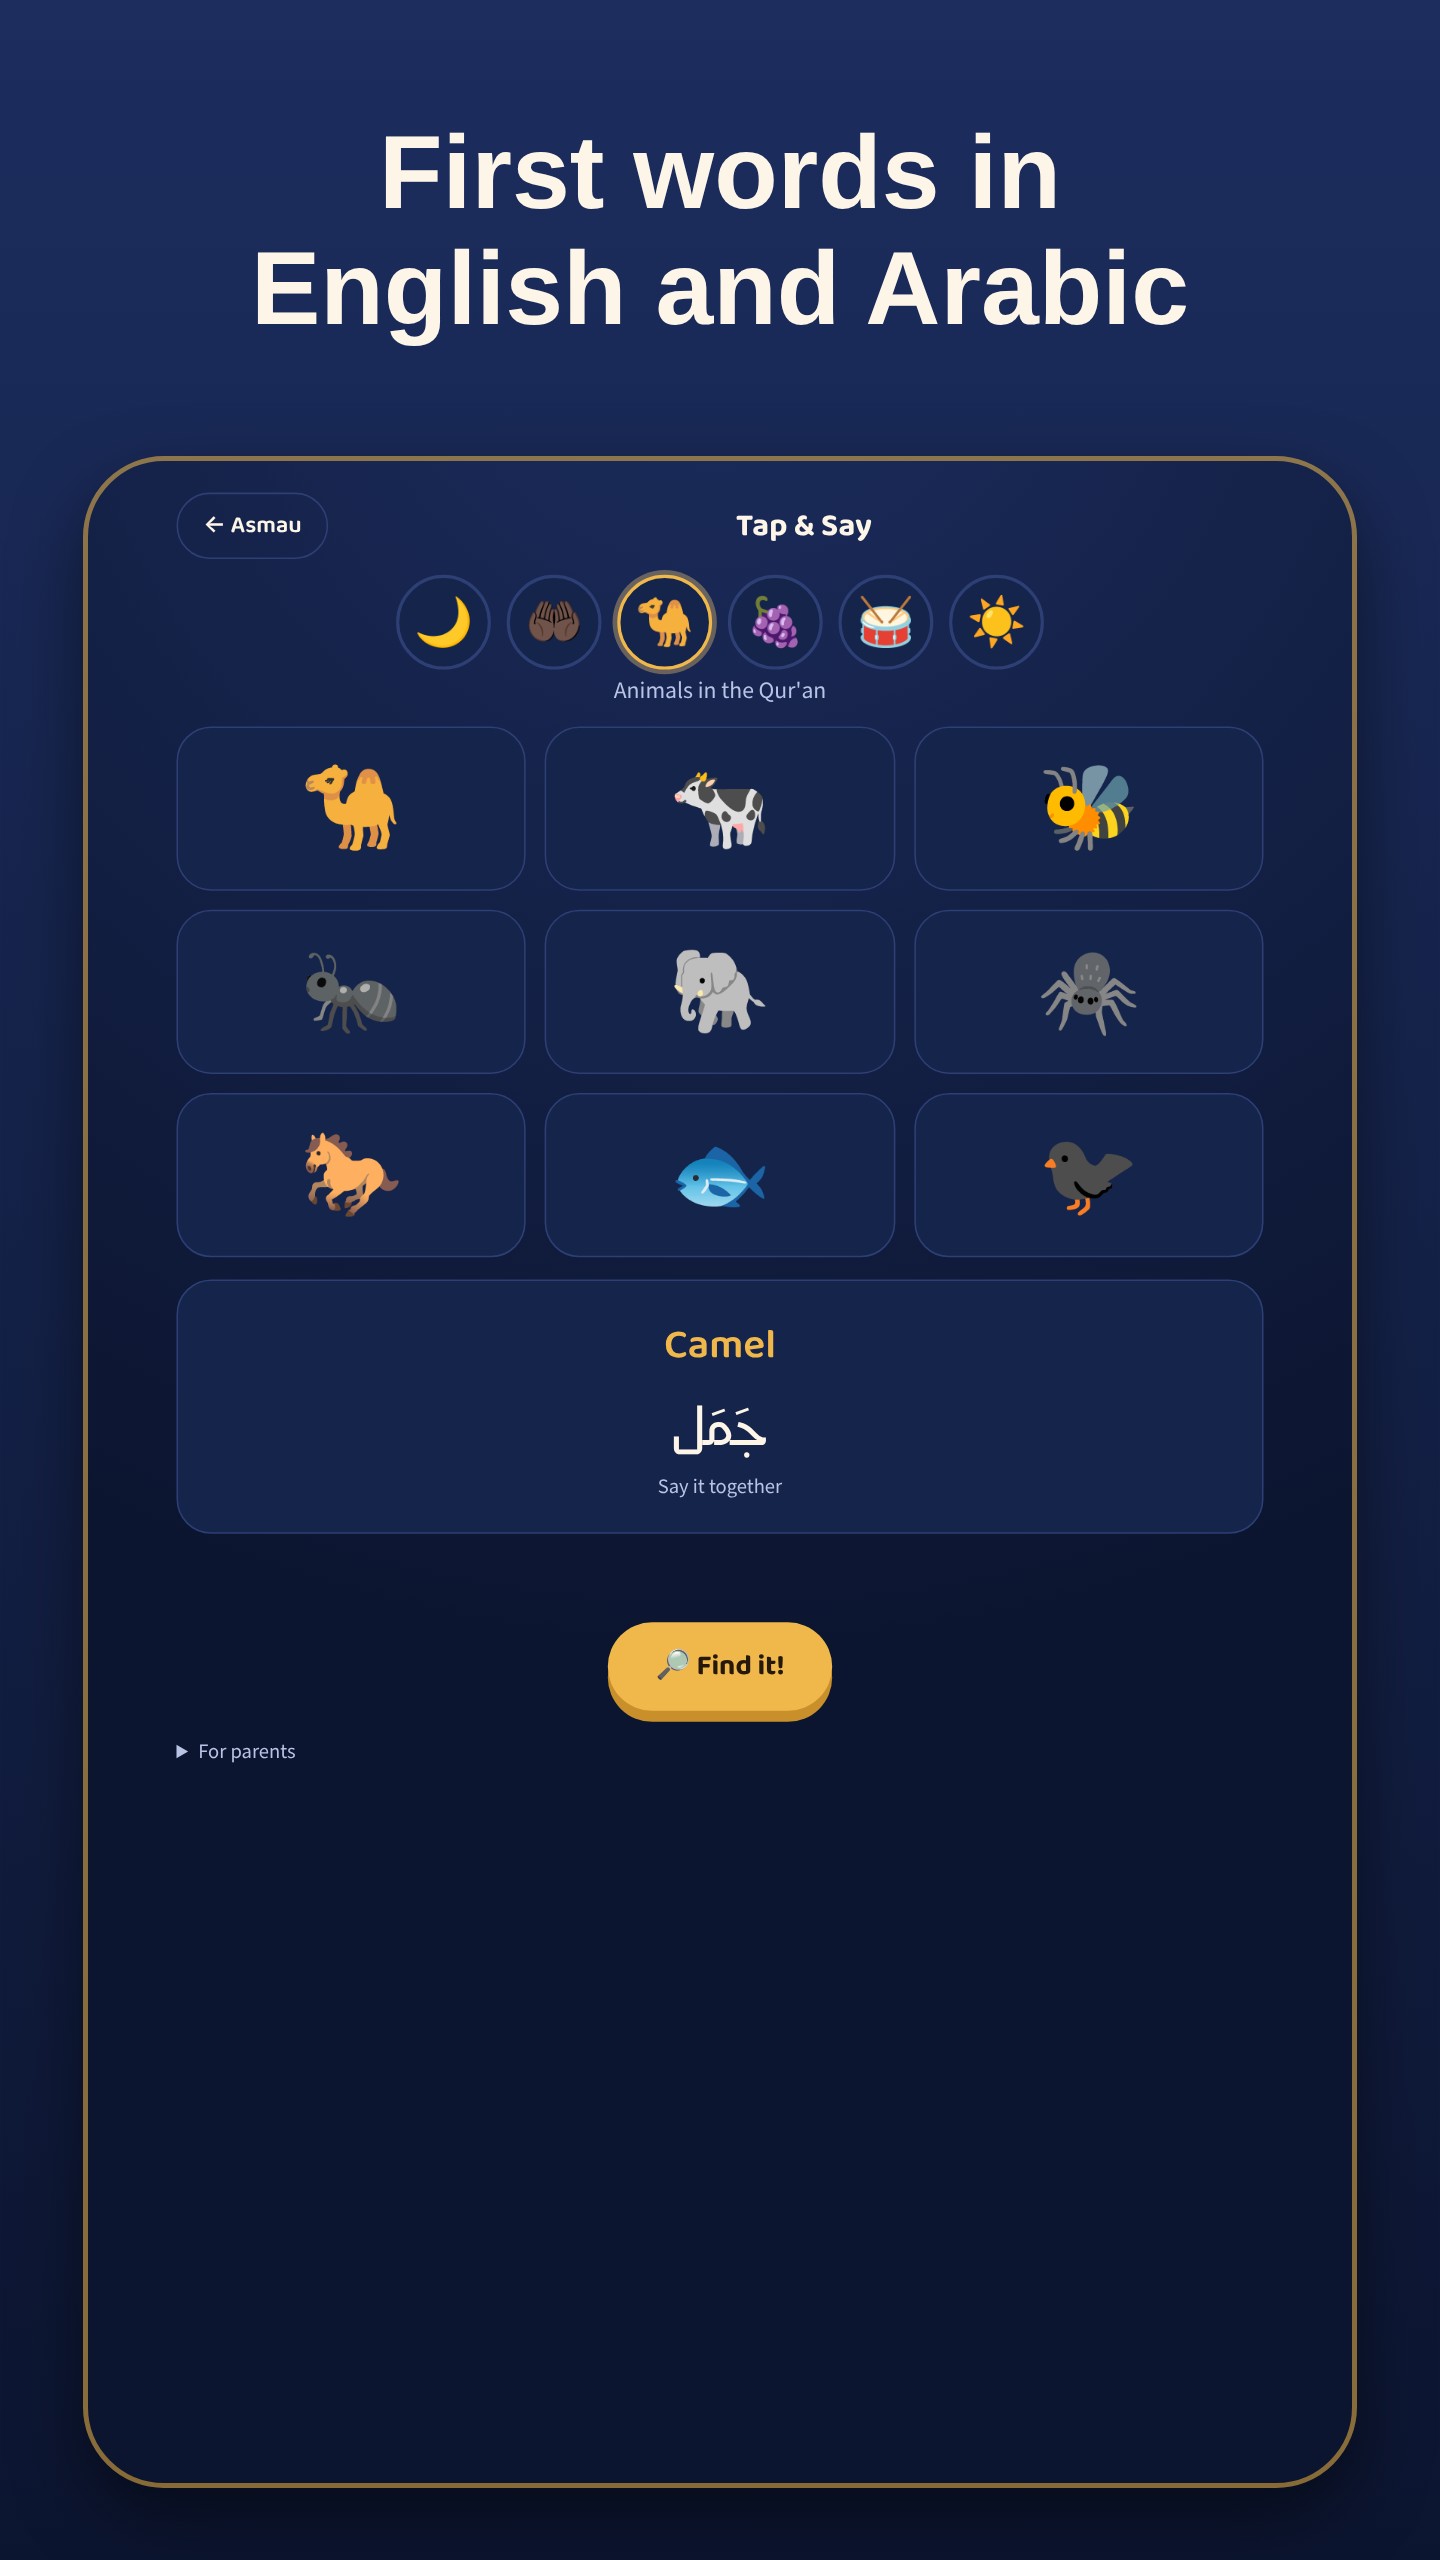 First words in
English and Arabic
← Asmau
Tap & Say
Animals in the Qur'an
Camel
جَمَل
Say it together
🔎 Find it!
▶ For parents